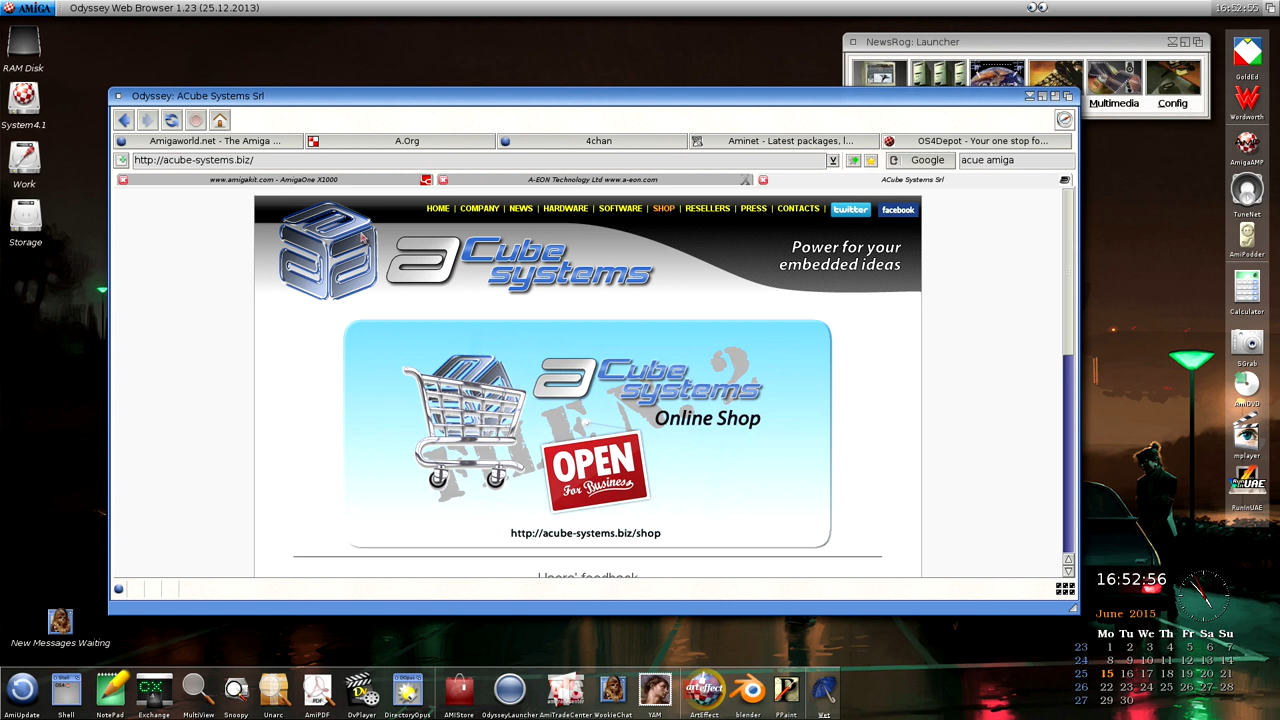 AMIGA
Odyssey Web Browser 1.23 (25.12.2013)
16:52:55
RAM Disk
System4.1
Work
Storage
New Messages Waiting
NewsRog: Launcher
Multimedia
Config
Odyssey: ACube Systems Srl
Amigaworld.net - The Amiga ...
A.Org
4chan
Aminet - Latest packages, l...
OS4Depot - Your one stop fo...
http://acube-systems.biz/
Google
acue amiga
www.amigakit.com - AmigaOne X1000
A-EON Technology Ltd www.a-eon.com
ACube Systems Srl
HOME | COMPANY | NEWS | HARDWARE | SOFTWARE | SHOP | RESELLERS | PRESS | CONTACTS |
twitter
facebook
aCube systems
Power for your
embedded ideas
aCube systems
Online Shop
OPEN
For Business
http://acube-systems.biz/shop
Users' feedback
GoldEd
Wordworth
AmigaAMP
TuneNet
AmiPodder
Calculator
SGrab
AmiDVD
mplayer
RunInUAE
16:52:56
June 2015
Mo Tu We Th Fr Sa Su
23 1 2 3 4 5 6 7
24 8 9 10 11 12 13 14
25 15 16 17 18 19 20 21
26 22 23 24 25 26 27 28
27 29 30
AmiUpdate
Shell
NotePad
Exchange
MultiView
Snoopy
Unarc
AmiPDF
DvPlayer
DirectoryOpus
AMIStore
OdysseyLauncher
AmiTradeCenter
WookieChat
YAM
ArtEffect
blender
PPaint
Wet